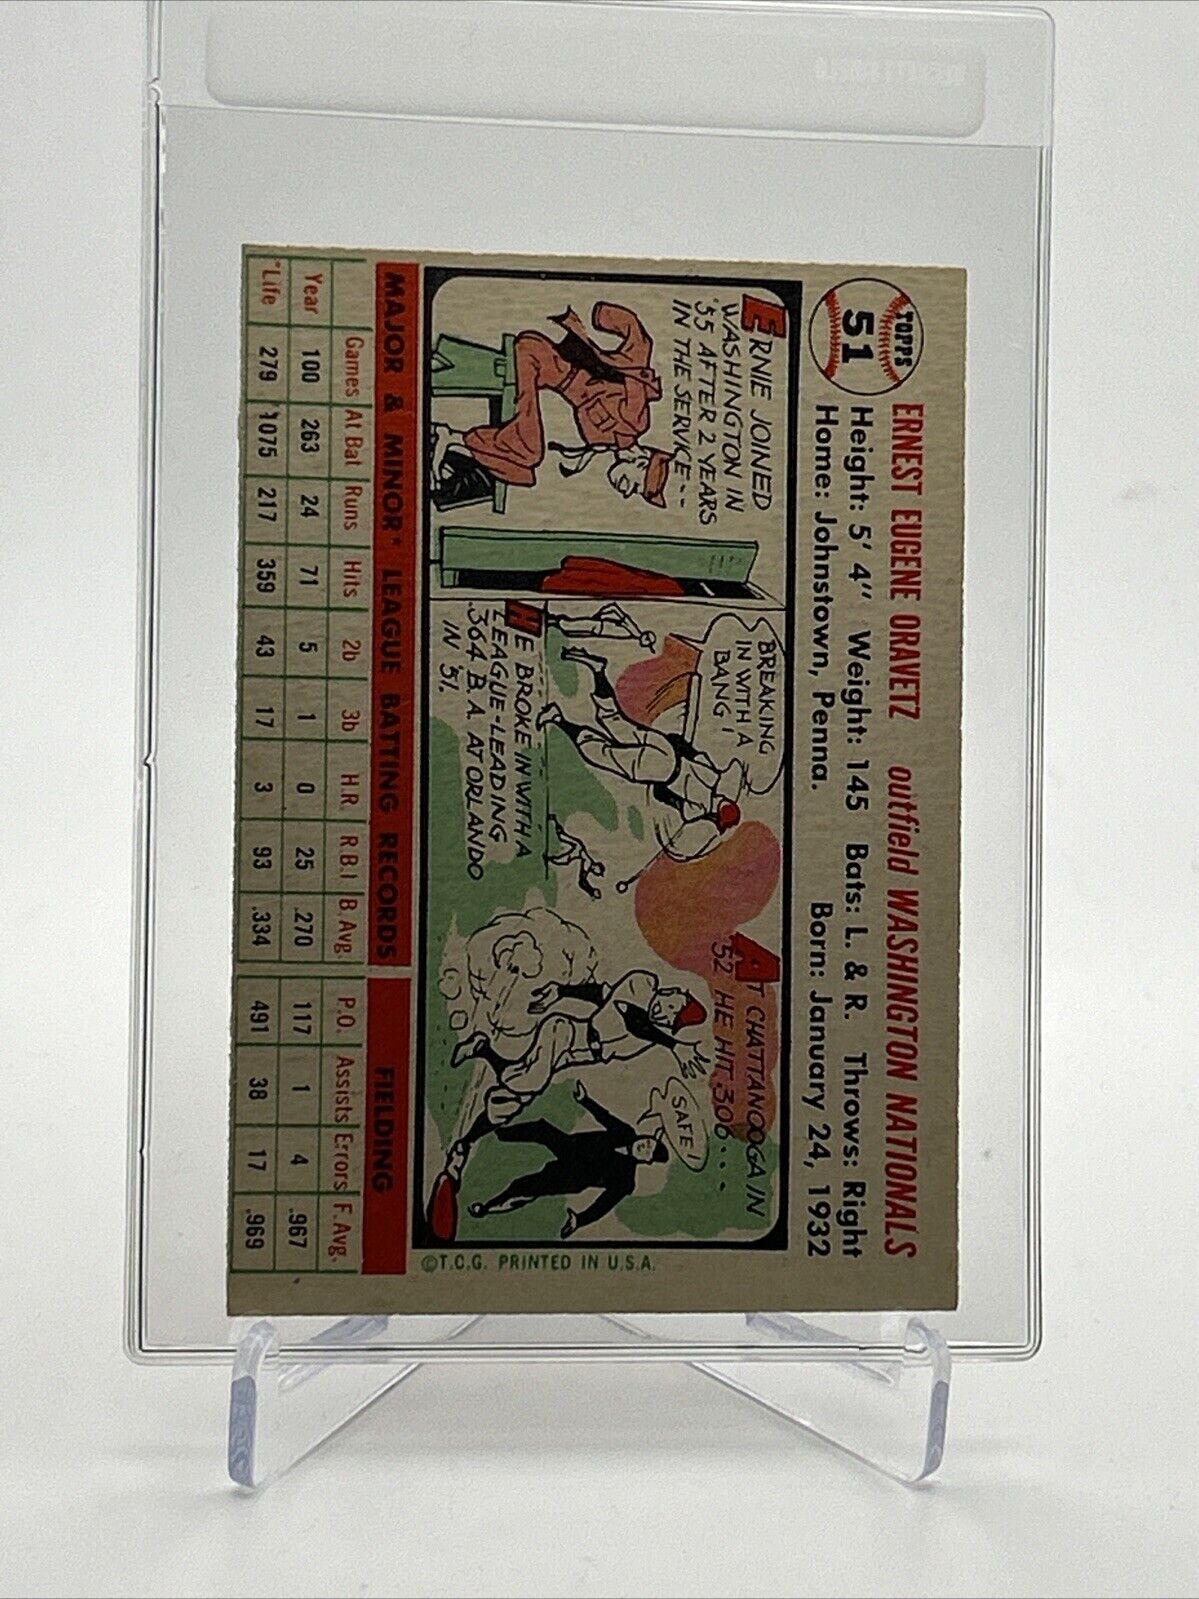 TOPPS
51
ERNEST EUGENE ORAVETZ outfield WASHINGTON NATIONALS
Height: 5' 4" Weight: 145 Bats: L. & R. Throws: Right
Home: Johnstown, Penna. Born: January 24, 1932
ERNIE JOINED
WASHINGTON IN
'55 AFTER 2 YEARS
IN THE SERVICE--
BREAKING
IN WITH A
BANG!
HE BROKE IN WITH A
LEAGUE-LEADING
.364 B.A. AT ORLANDO
IN '51.
AT CHATTANOOGA IN
'52 HE HIT .306...
SAFE!
©T.C.G. PRINTED IN U.S.A.
MAJOR & MINOR* LEAGUE BATTING RECORDS FIELDING
Games At Bat Runs Hits 2b 3b H.R. R.B.I B. Avg. P.O. Assists Errors F. Avg.
Year 100 263 24 71 5 1 0 25 .270 117 1 4 .967
*Life 279 1075 217 359 43 17 3 93 .334 491 38 17 .969